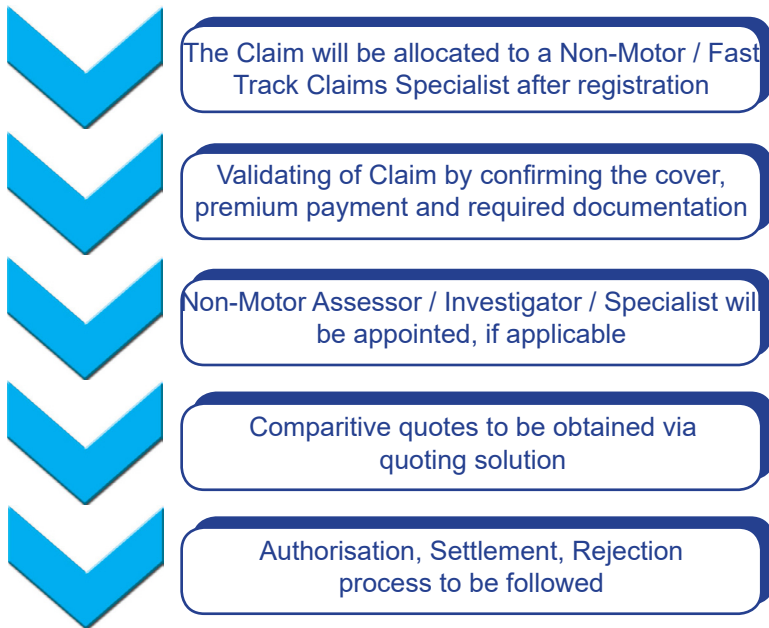 The Claim will be allocated to a Non-Motor / Fast
Track Claims Specialist after registration
Validating of Claim by confirming the cover,
premium payment and required documentation
Non-Motor Assessor / Investigator / Specialist will
be appointed, if applicable
Comparitive quotes to be obtained via
quoting solution
Authorisation, Settlement, Rejection
process to be followed